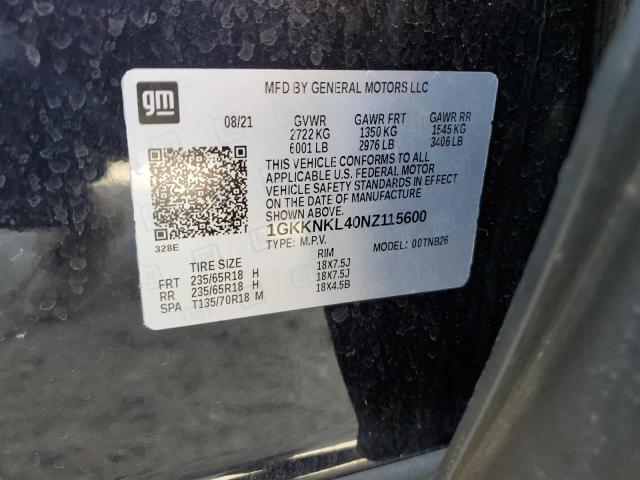 gm
MFD BY GENERAL MOTORS LLC
08/21 GVWR GAWR FRT GAWR RR
2722 KG 1350 KG 1545 KG
6001 LB 2976 LB 3406 LB
THIS VEHICLE CONFORMS TO ALL
APPLICABLE U.S. FEDERAL MOTOR
VEHICLE SAFETY STANDARDS IN EFFECT
ON THE DATE OF MANUFACTURE
SHOWN ABOVE.
1GKKNKL40NZ115600
328E
TYPE: M.P.V. MODEL: 00TNB26
TIRE SIZE RIM
FRT 235/65R18 H 18X7.5J
RR 235/65R18 H 18X7.5J
SPA T135/70R18 M 18X4.5B